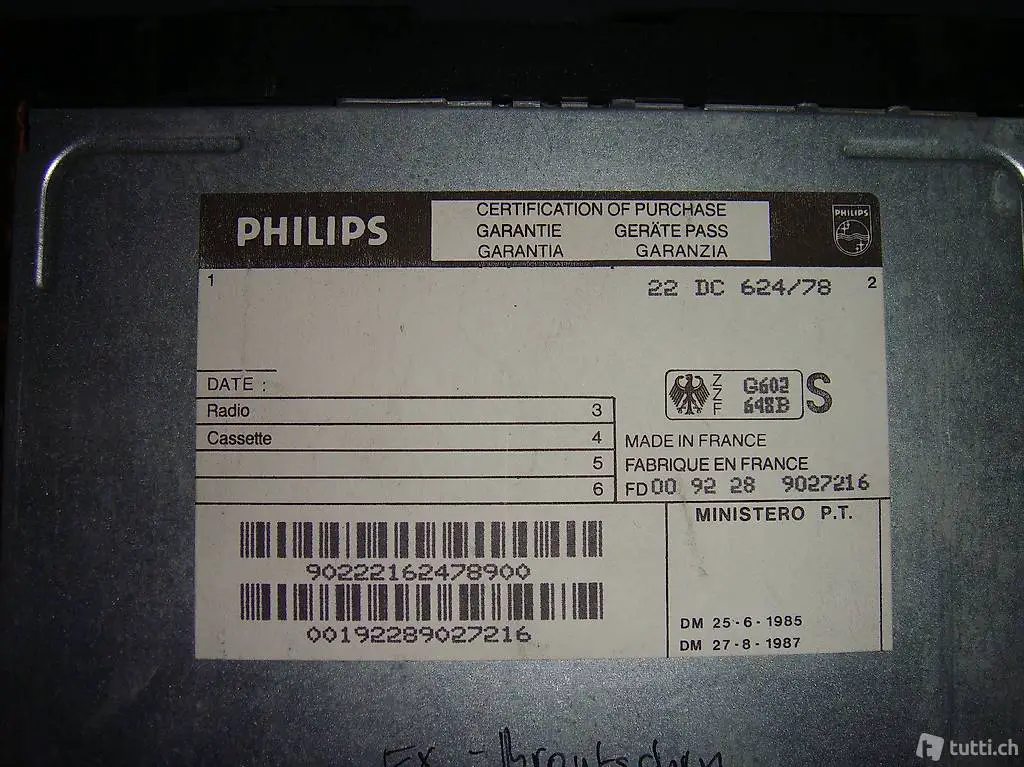 PHILIPS
CERTIFICATION OF PURCHASE
GARANTIE GERÄTE PASS
GARANTIA GARANZIA
PHILIPS
1
22 DC 624/78 2
DATE :
Radio 3
Cassette 4
5
6
Z
Z
F
G602
648B
S
MADE IN FRANCE
FABRIQUE EN FRANCE
FD00 92 28 9027216
MINISTERO P.T.
90222162478900
00192289027216
DM 25-6-1985
DM 27-8-1987
Ex -
tutti.ch